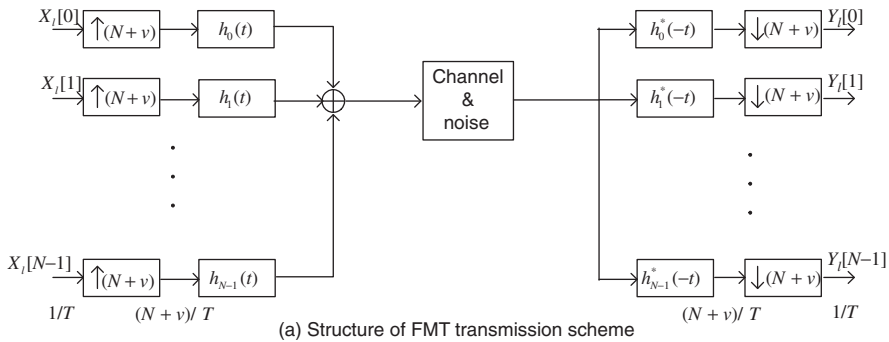 X_l[0] ↑(N+v) h_0(t) h_0^*(-t) ↓(N+v) Y_l[0]
X_l[1] ↑(N+v) h_1(t) Channel & noise h_1^*(-t) ↓(N+v) Y_l[1]
X_l[N-1] ↑(N+v) h_{N-1}(t) h_{N-1}^*(-t) ↓(N+v) Y_l[N-1]
1/T (N+v)/ T (N+v)/ T 1/T
(a) Structure of FMT transmission scheme